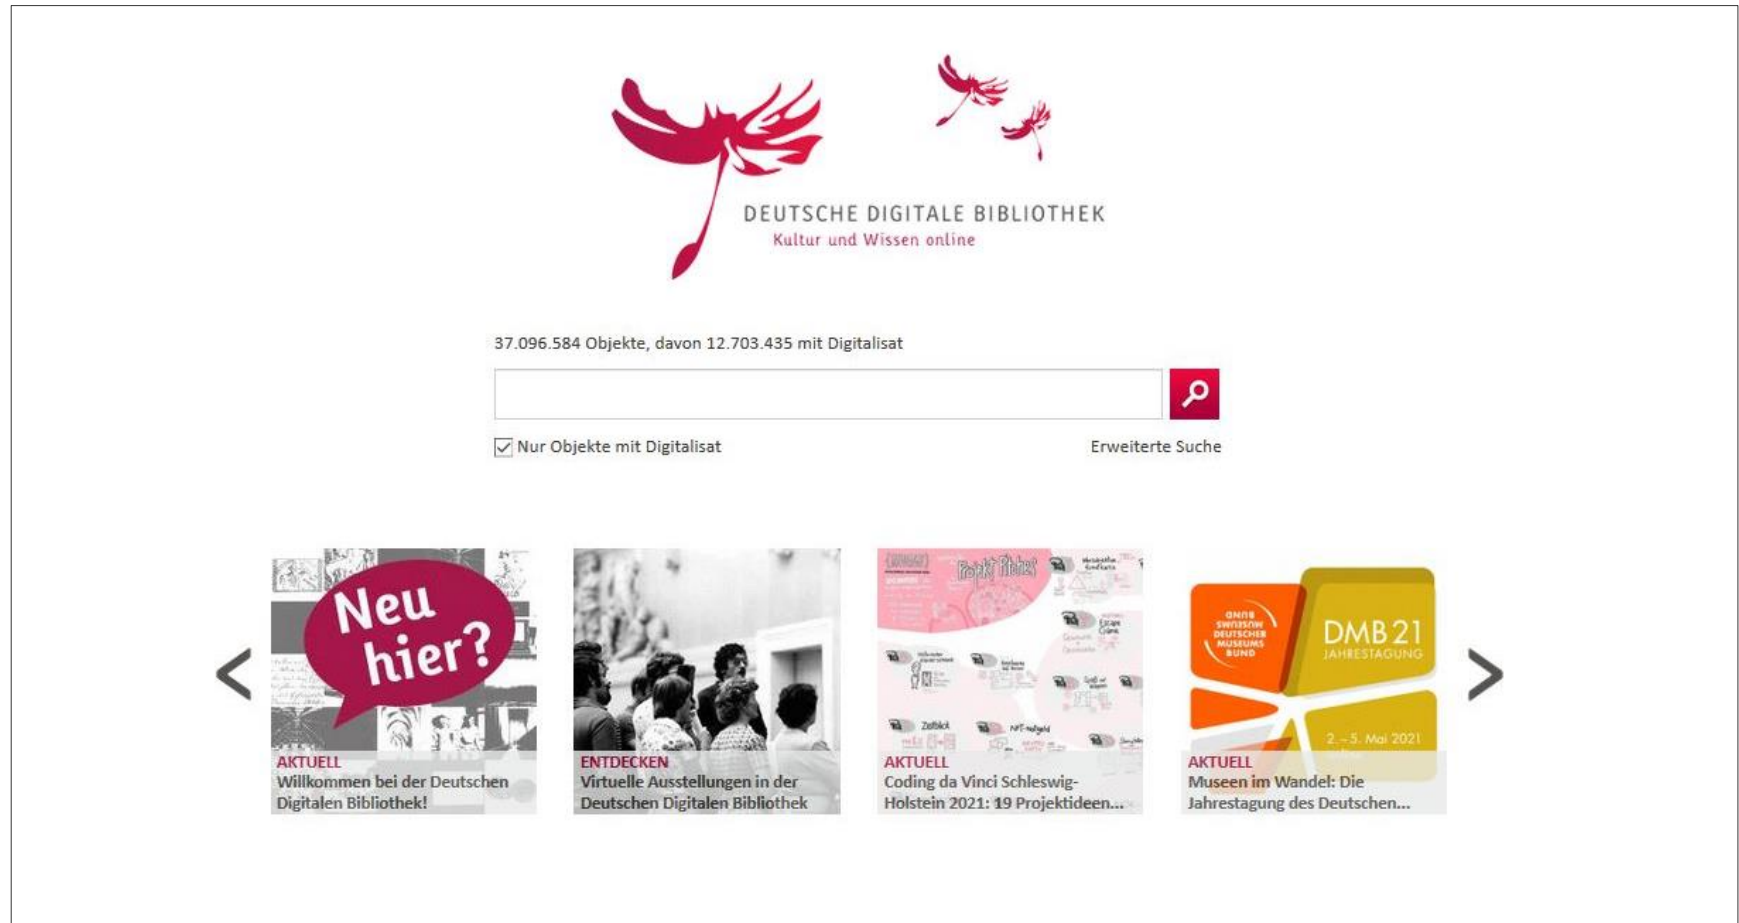 DEUTSCHE DIGITALE BIBLIOTHEK
Kultur und Wissen online
37.096.584 Objekte, davon 12.703.435 mit Digitalisat
Nur Objekte mit Digitalisat
Erweiterte Suche
Neu
hier?
AKTUELL
Willkommen bei der Deutschen
Digitalen Bibliothek!
ENTDECKEN
Virtuelle Ausstellungen in der
Deutschen Digitalen Bibliothek
Projekt Pitches
Escape
Game
Zeitblick
AKTUELL
Coding da Vinci Schleswig-
Holstein 2021: 19 Projektideen...
DEUTSCHER
MUSEUMS
BUND
DMB 21
JAHRESTAGUNG
2. – 5. Mai 2021
AKTUELL
Museen im Wandel: Die
Jahrestagung des Deutschen...